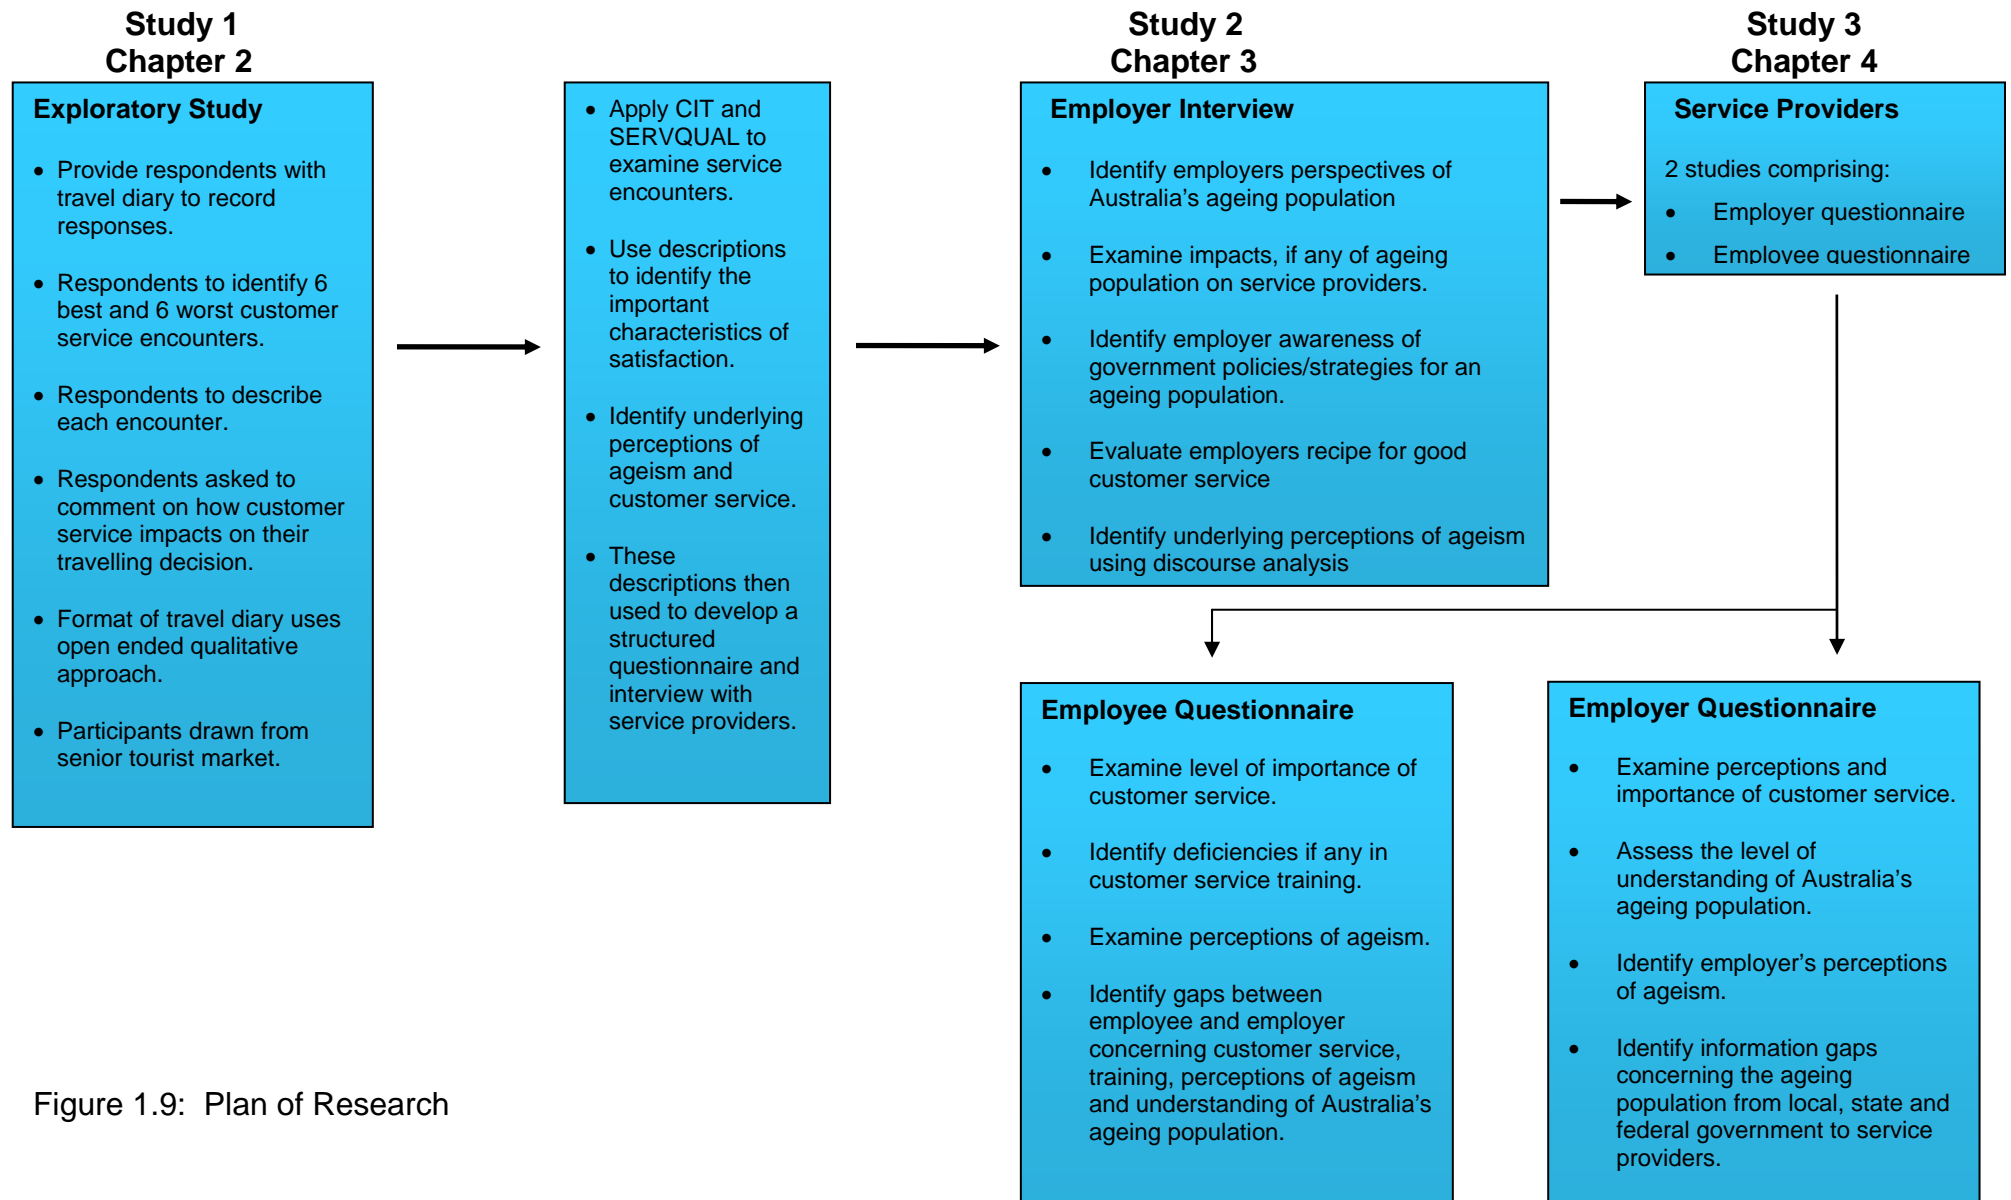 Study 1
Chapter 2
Exploratory Study
• Provide respondents with
travel diary to record
responses.
• Respondents to identify 6
best and 6 worst customer
service encounters.
• Respondents to describe
each encounter.
• Respondents asked to
comment on how customer
service impacts on their
travelling decision.
• Format of travel diary uses
open ended qualitative
approach.
• Participants drawn from
senior tourist market.
• Apply CIT and
SERVQUAL to
examine service
encounters.
• Use descriptions
to identify the
important
characteristics of
satisfaction.
• Identify underlying
perceptions of
ageism and
customer service.
• These
descriptions then
used to develop a
structured
questionnaire and
interview with
service providers.
Study 2
Chapter 3
Employer Interview
• Identify employers perspectives of
Australia’s ageing population
• Examine impacts, if any of ageing
population on service providers.
• Identify employer awareness of
government policies/strategies for an
ageing population.
• Evaluate employers recipe for good
customer service
• Identify underlying perceptions of ageism
using discourse analysis
Study 3
Chapter 4
Service Providers
2 studies comprising:
• Employer questionnaire
• Employee questionnaire
Employee Questionnaire
• Examine level of importance of
customer service.
• Identify deficiencies if any in
customer service training.
• Examine perceptions of ageism.
• Identify gaps between
employee and employer
concerning customer service,
training, perceptions of ageism
and understanding of Australia’s
ageing population.
Employer Questionnaire
• Examine perceptions and
importance of customer service.
• Assess the level of
understanding of Australia’s
ageing population.
• Identify employer’s perceptions
of ageism.
• Identify information gaps
concerning the ageing
population from local, state and
federal government to service
providers.
Figure 1.9: Plan of Research